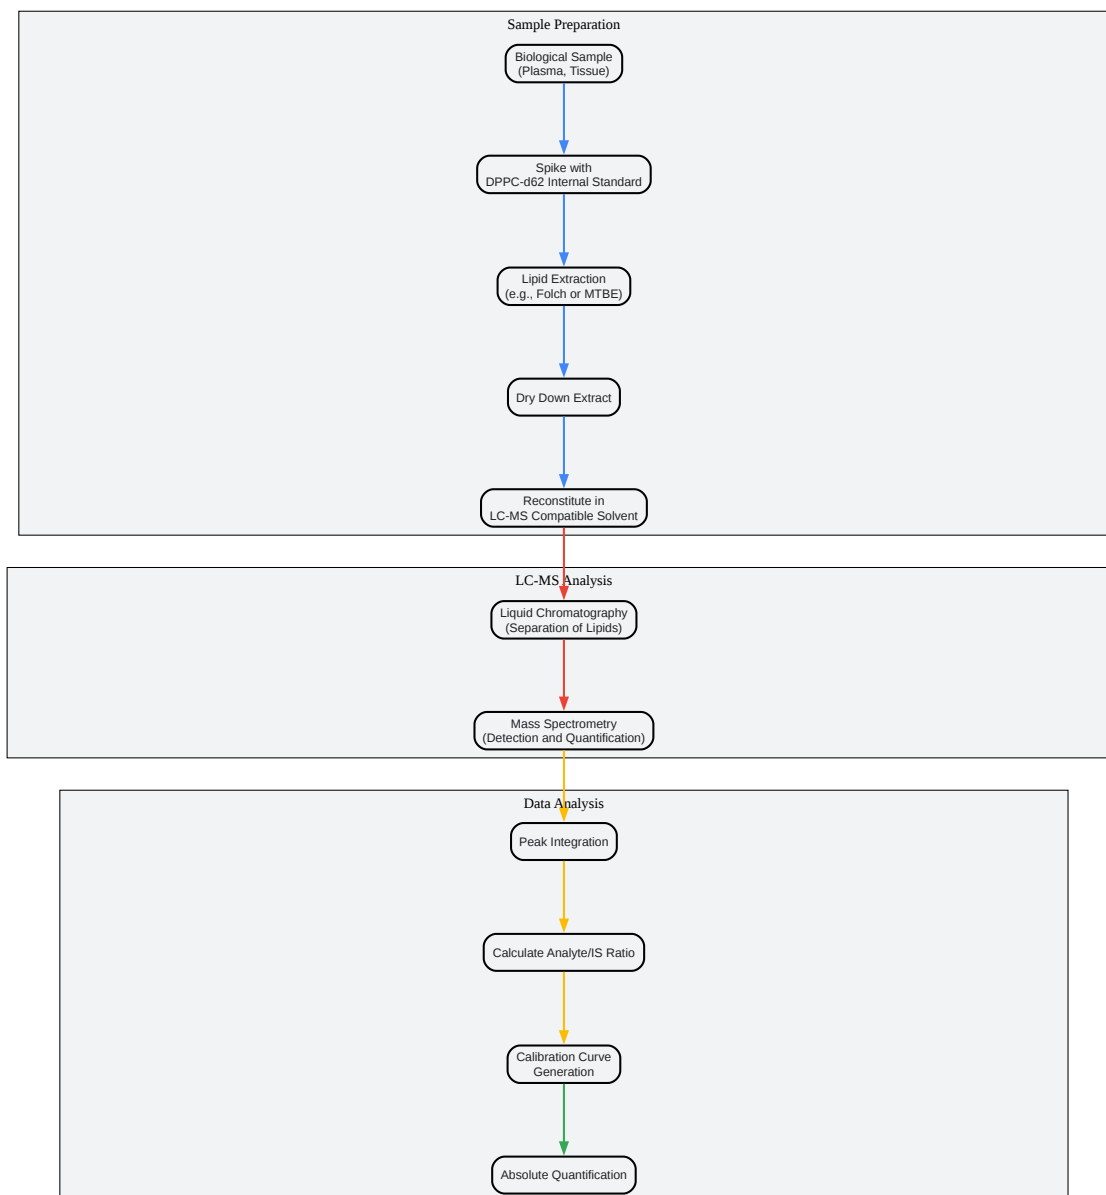 Sample Preparation
Biological Sample
(Plasma, Tissue)
Spike with
DPPC-d62 Internal Standard
Lipid Extraction
(e.g., Folch or MTBE)
Dry Down Extract
Reconstitute in
LC-MS Compatible Solvent
LC-MS Analysis
Liquid Chromatography
(Separation of Lipids)
Mass Spectrometry
(Detection and Quantification)
Data Analysis
Peak Integration
Calculate Analyte/IS Ratio
Calibration Curve
Generation
Absolute Quantification